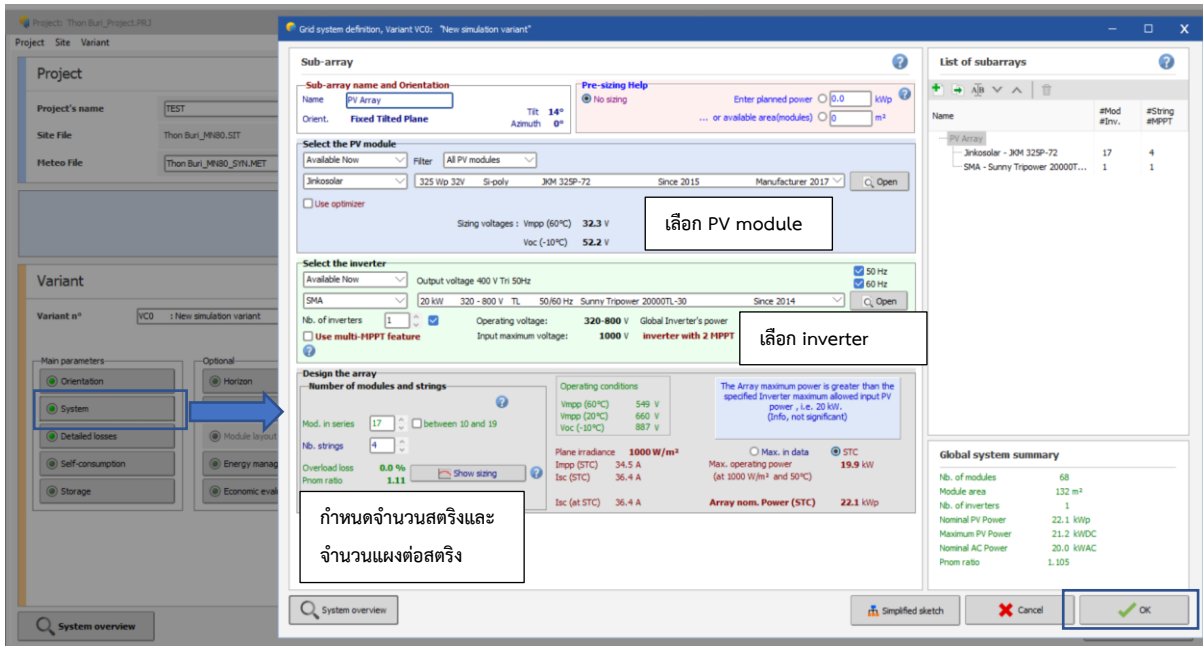 Project: Thon Buri_Project.PRJ
Project Site Variant
Project
Project's name TEST
Site File Thon Buri_MN80.SIT
Meteo File Thon Buri_MN80_SYN.MET
Variant
Variant n° VC0 : New simulation variant
Main parameters
Optional
Orientation
Horizon
System
Detailed losses
Module layout
Self-consumption
Energy manag
Storage
Economic eval
System overview
Grid system definition, Variant VC0: "New simulation variant"
Sub-array
Sub-array name and Orientation
Name PV Array
Orient. Fixed Tilted Plane
Tilt 14°
Azimuth 0°
Pre-sizing Help
No sizing
Enter planned power 0.0 kWp
... or available area(modules) 0 m²
Select the PV module
Available Now Filter All PV modules
Jinkosolar 325 Wp 32V Si-poly JKM 325P-72 Since 2015 Manufacturer 2017 Open
Use optimizer
Sizing voltages : Vmpp (60°C) 32.3 V
Voc (-10°C) 52.2 V
เลือก PV module
Select the inverter
Available Now Output voltage 400 V Tri 50Hz
50 Hz
60 Hz
SMA 20 kW 320 - 800 V TL 50/60 Hz Sunny Tripower 20000TL-30 Since 2014 Open
Nb. of inverters 1 Operating voltage: 320-800 V Global Inverter's power
Use multi-MPPT feature Input maximum voltage: 1000 V inverter with 2 MPPT
เลือก inverter
Design the array
Number of modules and strings
Mod. in series 17 between 10 and 19
Nb. strings 4
Overload loss 0.0 %
Pnom ratio 1.11
Show sizing
กำหนดจำนวนสตริงและ
จำนวนแผงต่อสตริง
Operating conditions
Vmpp (60°C) 549 V
Vmpp (20°C) 660 V
Voc (-10°C) 887 V
The Array maximum power is greater than the
specified Inverter maximum
allowed input PV
power , i.e. 20
kW.
(Info, not significant)
Plane irradiance 1000 W/m²
Impp (STC) 34.5 A
Isc (STC) 36.4 A
Isc (at STC) 36.4 A
Max. in data STC
Max. operating power 19.9 kW
(at 1000 W/m² and 50°C)
Array nom. Power (STC) 22.1 kWp
System overview
Simplified sketch
Cancel
OK
List of subarrays
Name
#Mod #String
#Inv. #MPPT
PV Array
Jinkosolar - JKM 325P-72 17 4
SMA - Sunny Tripower 20000T... 1 1
Global system summary
Nb. of modules 68
Module area 132 m²
Nb. of inverters 1
Nominal PV Power 22.1 kWp
Maximum PV Power 21.2 kWDC
Nominal AC Power 20.0 kWAC
Pnom ratio 1.105